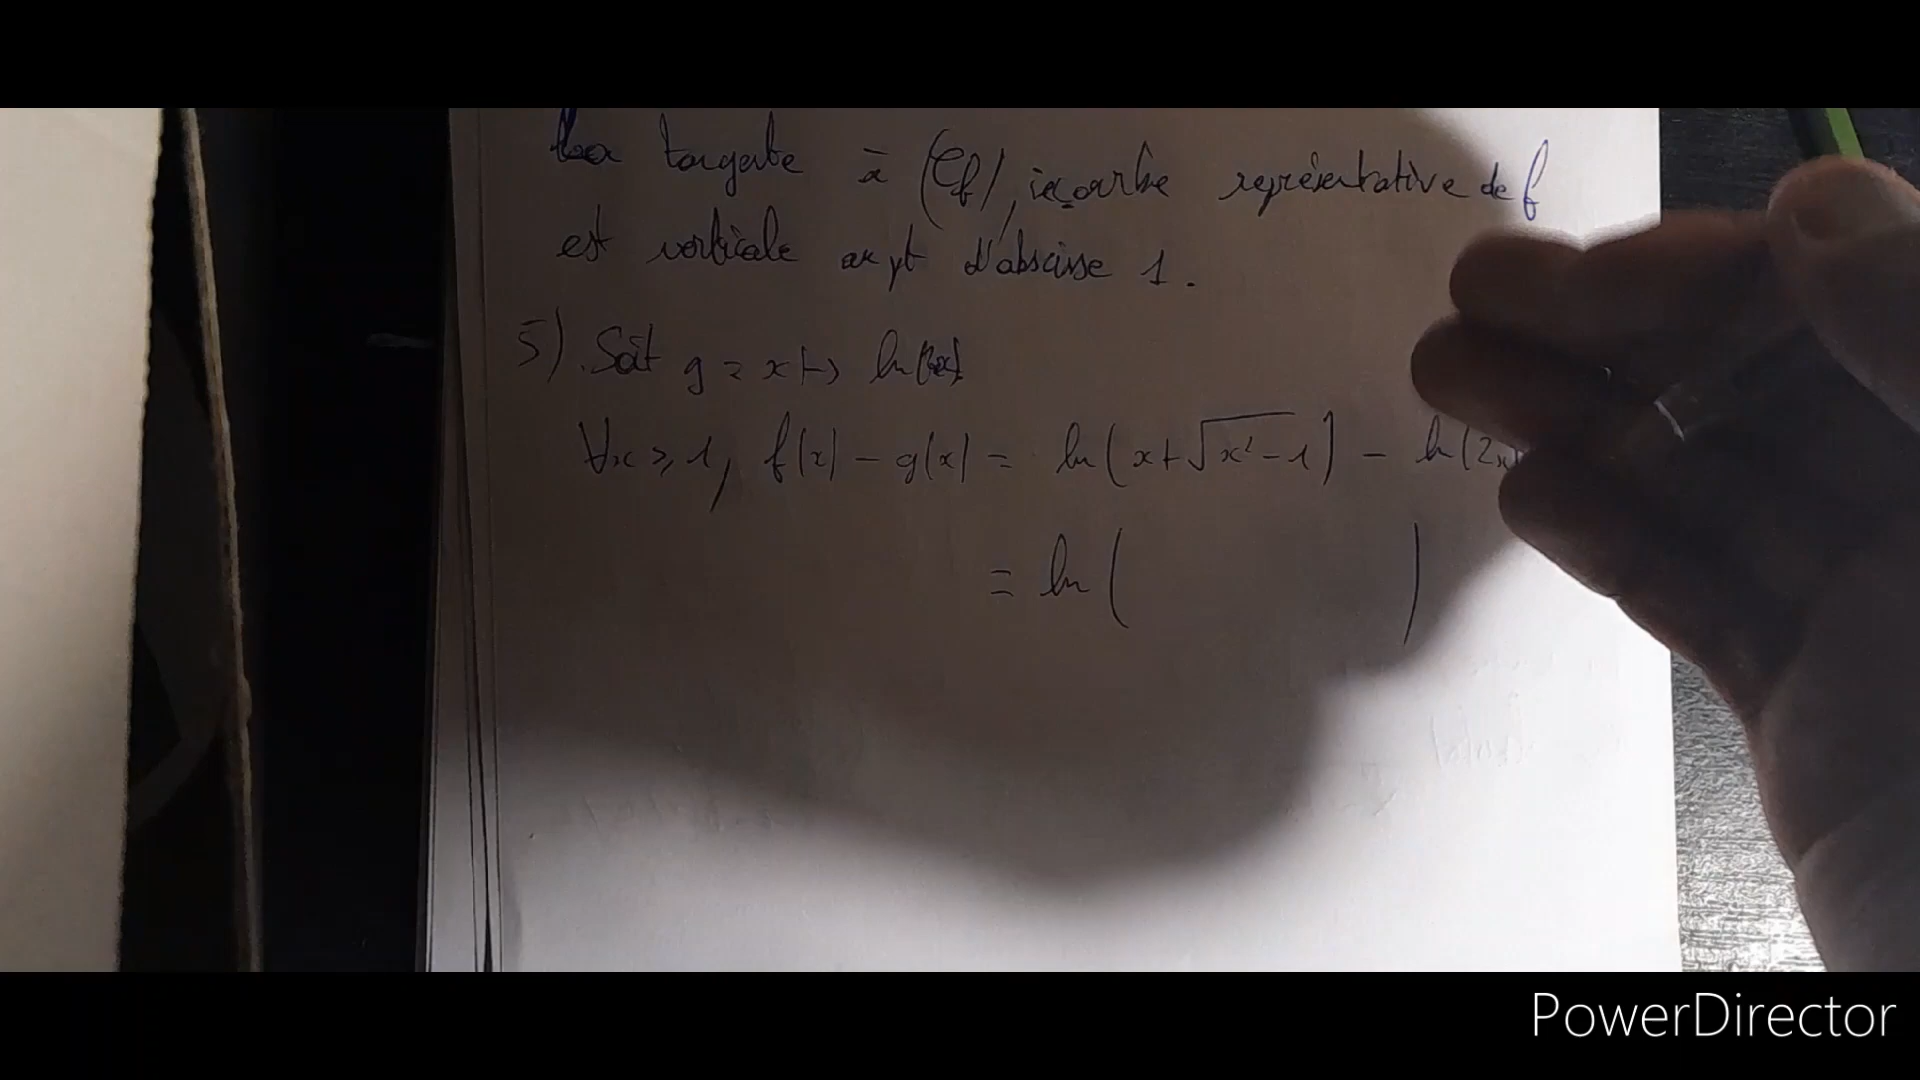 La tangente à (Cf), courbe représentative de f
est verticale au pt d'abscisse 1.
5). Soit g = x ↦ ln(2x)
∀x ≥ 1, f(x) - g(x) = ln(x+√x²-1) - ln(2x)
= ln( )
PowerDirector